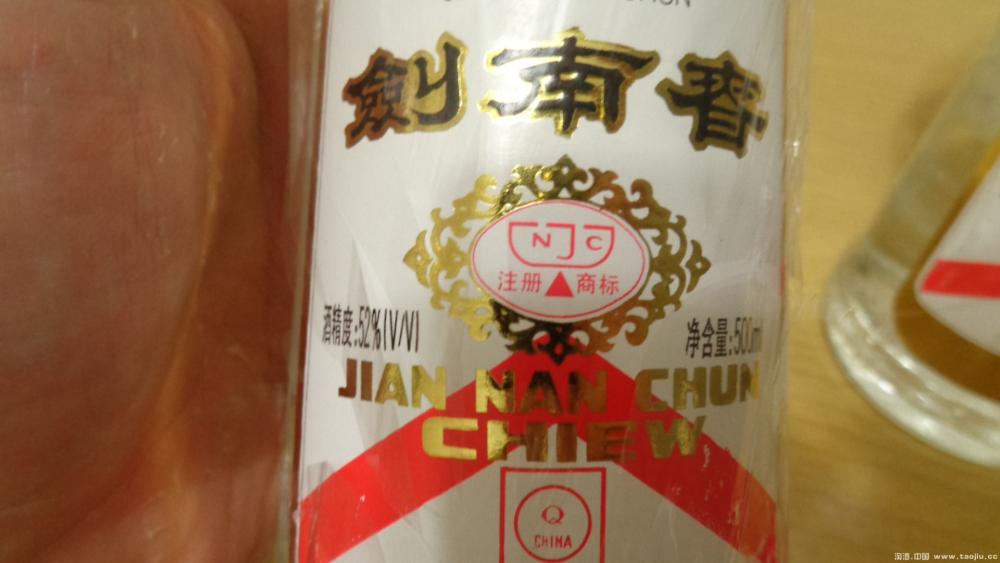 劍南春
NJC
注册 商标
酒精度:52%(V/V)
净含量:500ml
JIAN NAN CHUN
CHIEW
Q
CHINA
淘酒.中国 www.taojiu.cc